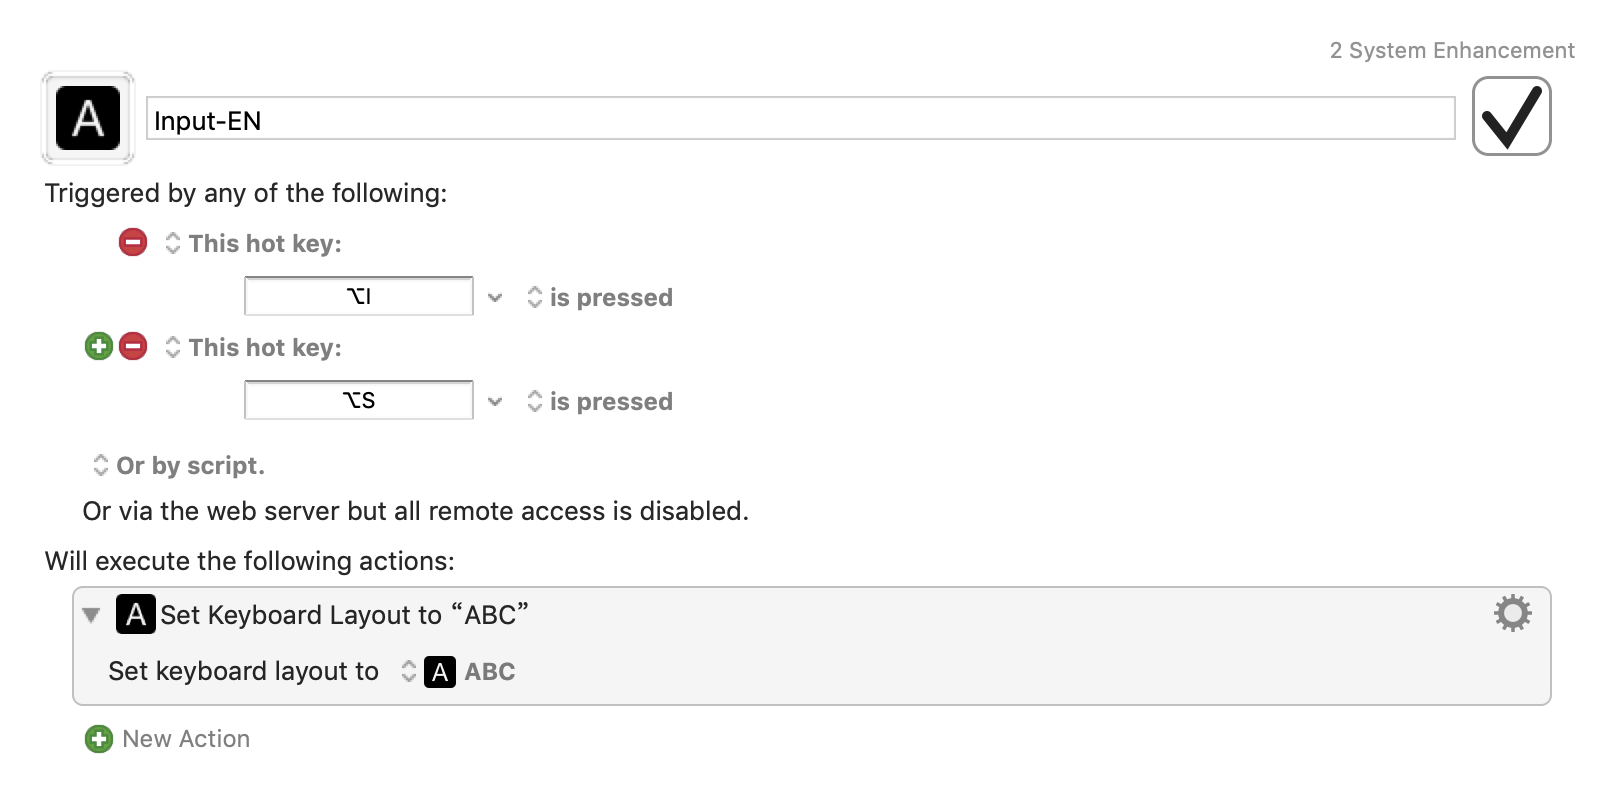 2 System Enhancement
A
Input-EN
Triggered by any of the following:
This hot key:
⌥I
is pressed
This hot key:
⌥S
is pressed
Or by script.
Or via the web server but all remote access is disabled.
Will execute the following actions:
A Set Keyboard Layout to “ABC”
Set keyboard layout to A ABC
New Action